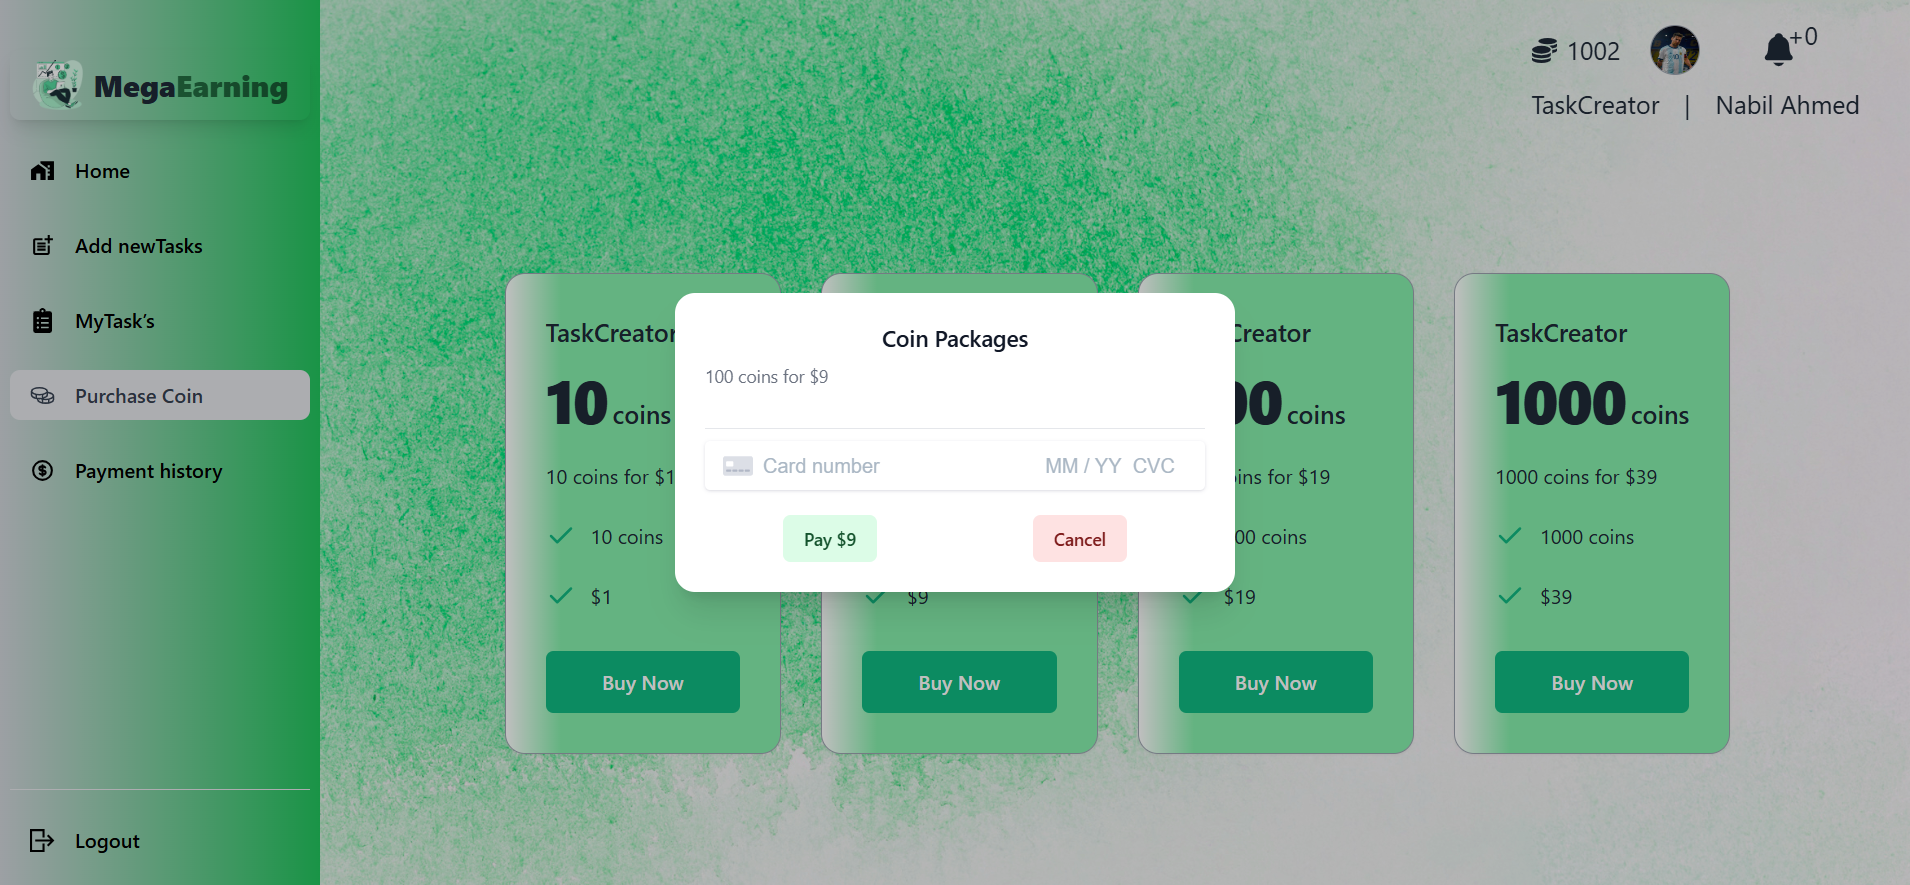 MegaEarning
Home
Add newTasks
MyTask's
Purchase Coin
Payment history
Logout
1002
+0
TaskCreator | Nabil Ahmed
TaskCreator
10 coins
10 coins for $1
10 coins
$1
Buy Now
Coin Packages
100 coins for $9
Card number MM / YY CVC
Pay $9 Cancel
$9
Buy Now
Creator
00 coins
ins for $19
00 coins
$19
Buy Now
TaskCreator
1000 coins
1000 coins for $39
1000 coins
$39
Buy Now